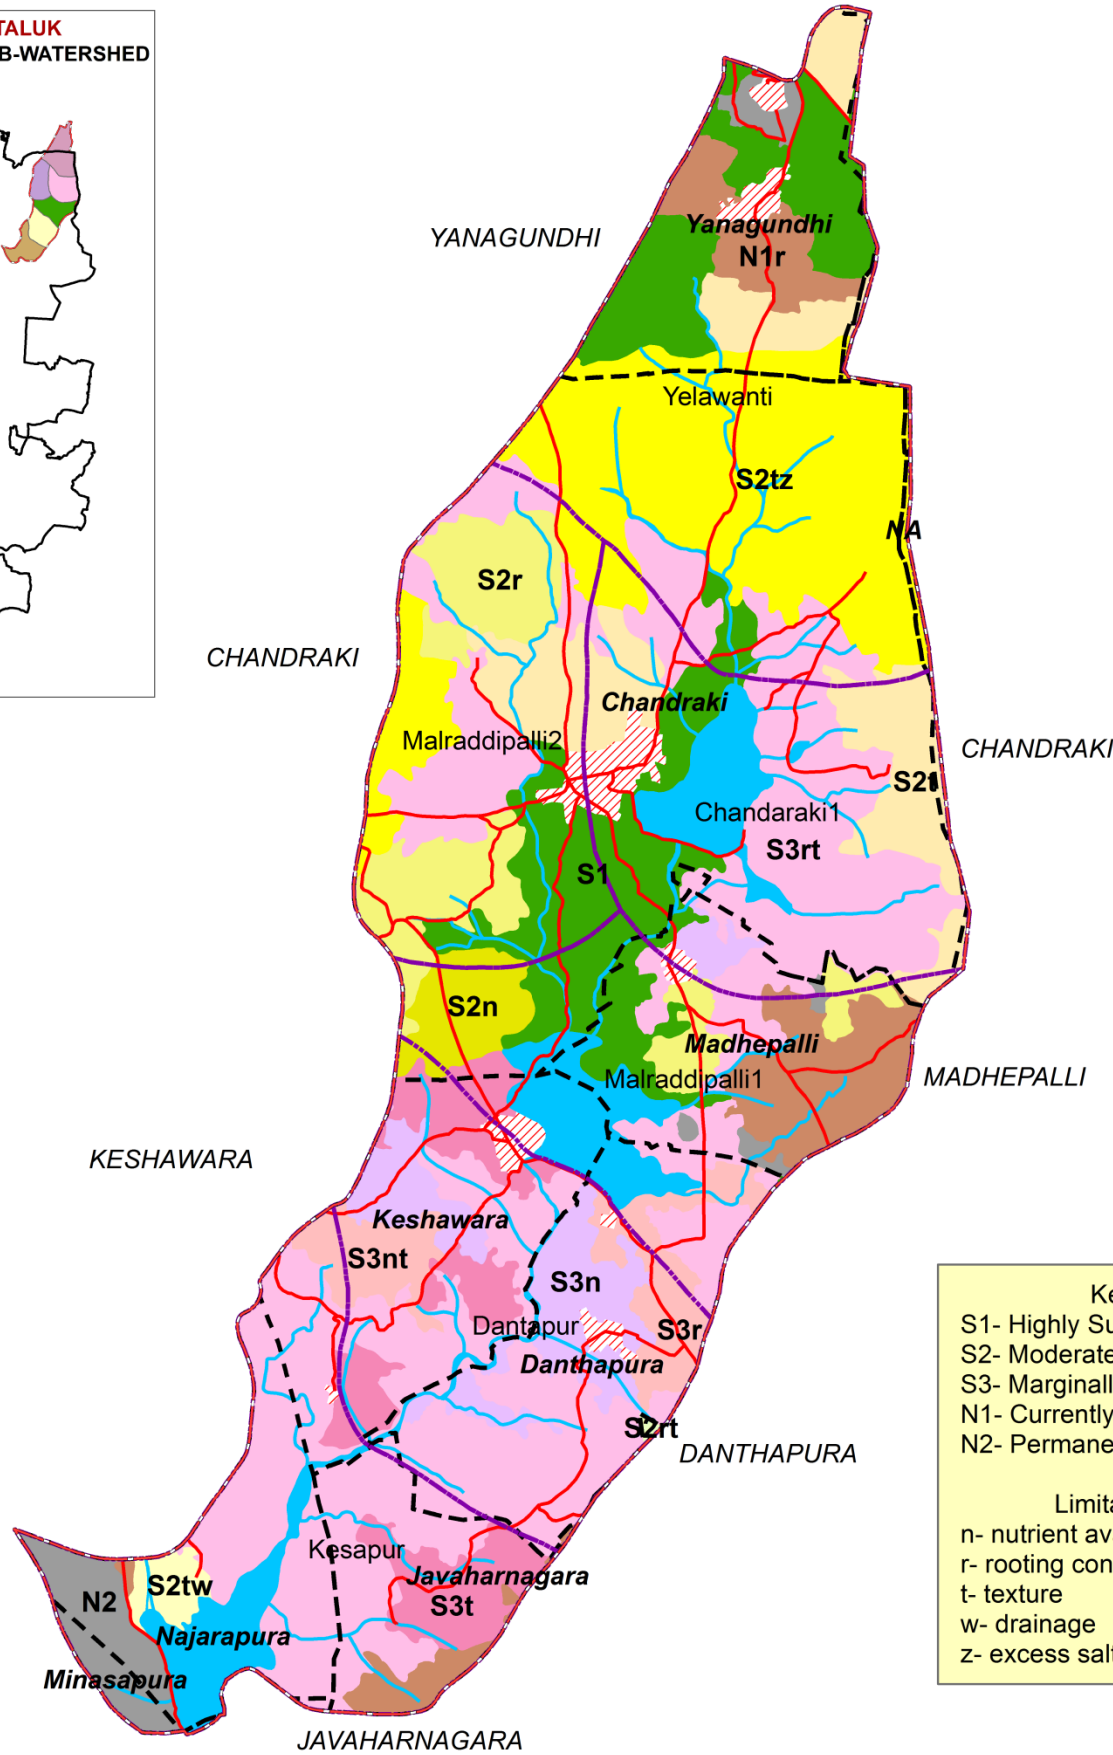 TALUK
B-WATERSHED
YANAGUNDHI
Yanagundhi
N1r
Yelawanti
S2tz
NA
S2r
CHANDRAKI
Chandraki
Malraddipalli2
CHANDRAKI
S2t
Chandaraki1
S3rt
S1
S2n
Madhepalli
Malraddipalli1
MADHEPALLI
KESHAWARA
Keshawara
S3nt
S3n
Dantapur
S3r
Danthapura
S2rt
DANTHAPURA
Kesapur
Javaharnagara
S3t
S2tw
N2
Najarapura
Minasapura
JAVAHARNAGARA
Ke
S1- Highly Su
S2- Moderate
S3- Marginall
N1- Currently
N2- Permane
Limita
n- nutrient ava
r- rooting con
t- texture
w- drainage
z- excess salt